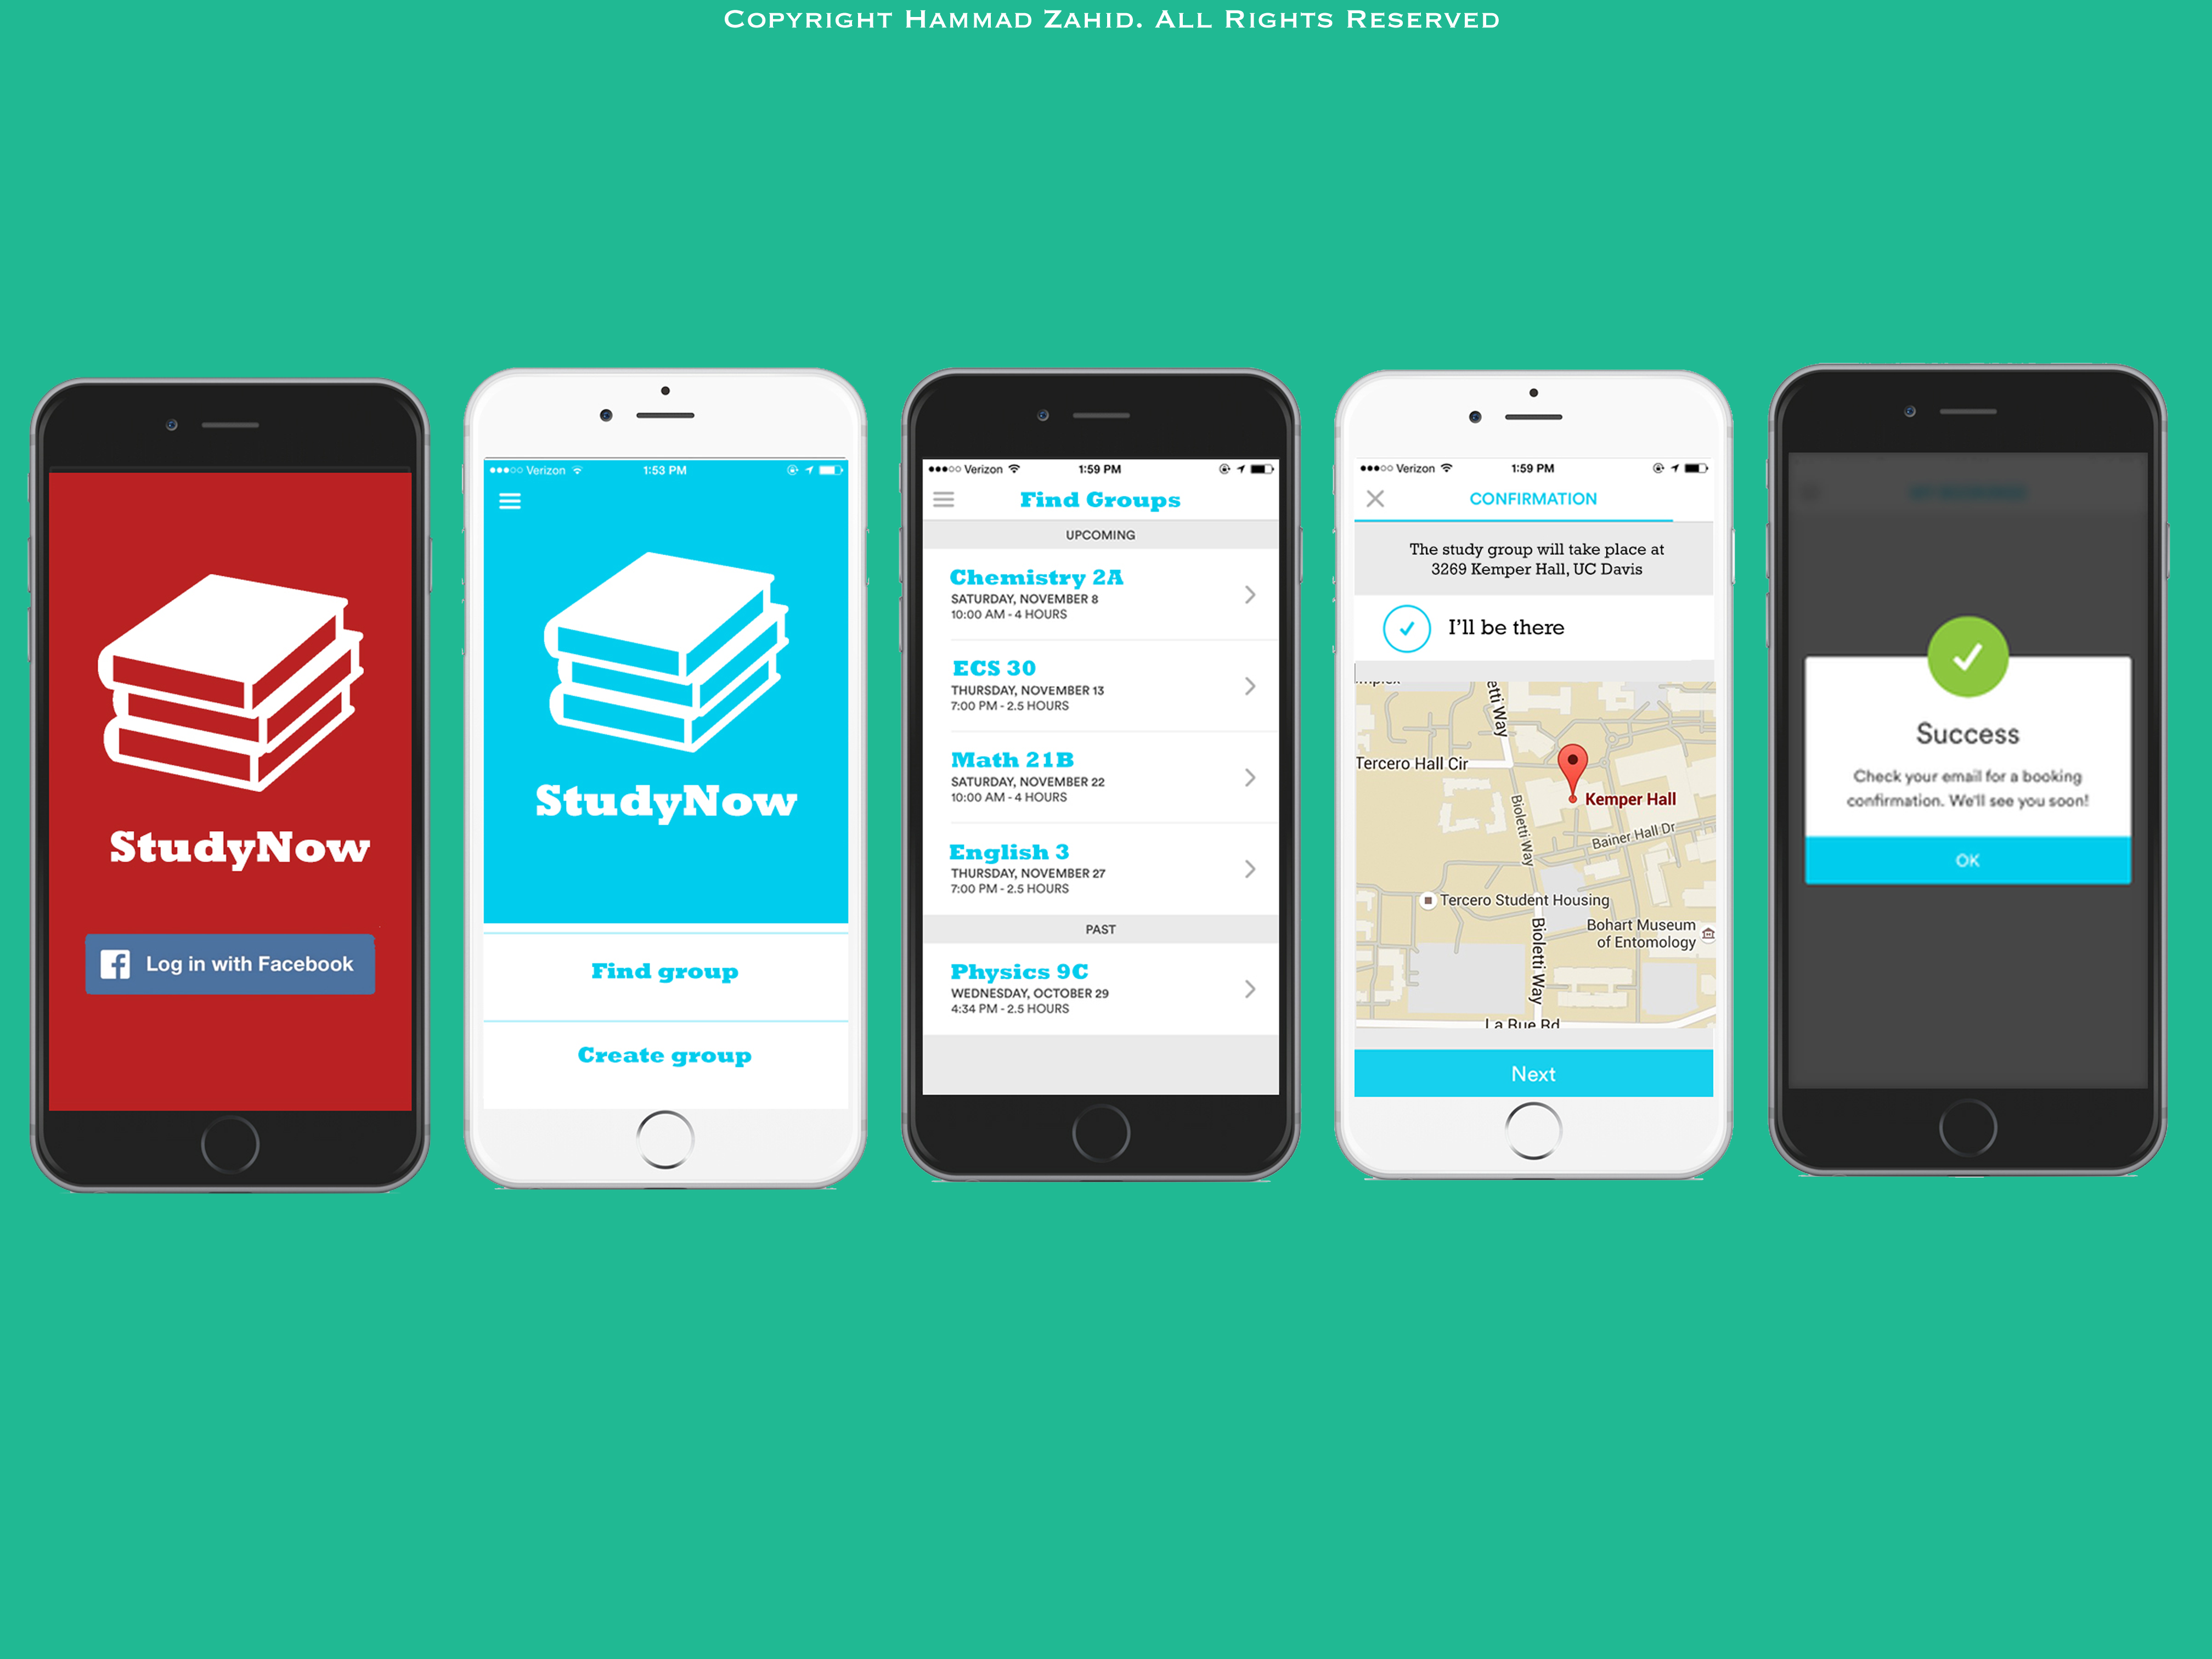 Copyright Hammad Zahid. All Rights Reserved
StudyNow
Log in with Facebook
Verizon
1:53 PM
StudyNow
Find group
Create group
Verizon
1:59 PM
Find Groups
UPCOMING
Chemistry 2A
SATURDAY, NOVEMBER 8
10:00 AM - 4 HOURS
ECS 30
THURSDAY, NOVEMBER 13
7:00 PM - 2.5 HOURS
Math 21B
SATURDAY, NOVEMBER 22
10:00 AM - 4 HOURS
English 3
THURSDAY, NOVEMBER 27
7:00 PM - 2.5 HOURS
PAST
Physics 9C
WEDNESDAY, OCTOBER 29
4:34 PM - 2.5 HOURS
Verizon
1:59 PM
CONFIRMATION
The study group will take place at
3269 Kemper Hall, UC Davis
I'll be there
etti Way
Tercero Hall Cir
Kemper Hall
Bioletti Way
Bainer Hall Dr
Tercero Student Housing
Bohart Museum
of Entomology
Bioletti Way
La Rue Rd
Next
Success
Check your email for a booking
confirmation. We'll see you soon!
OK